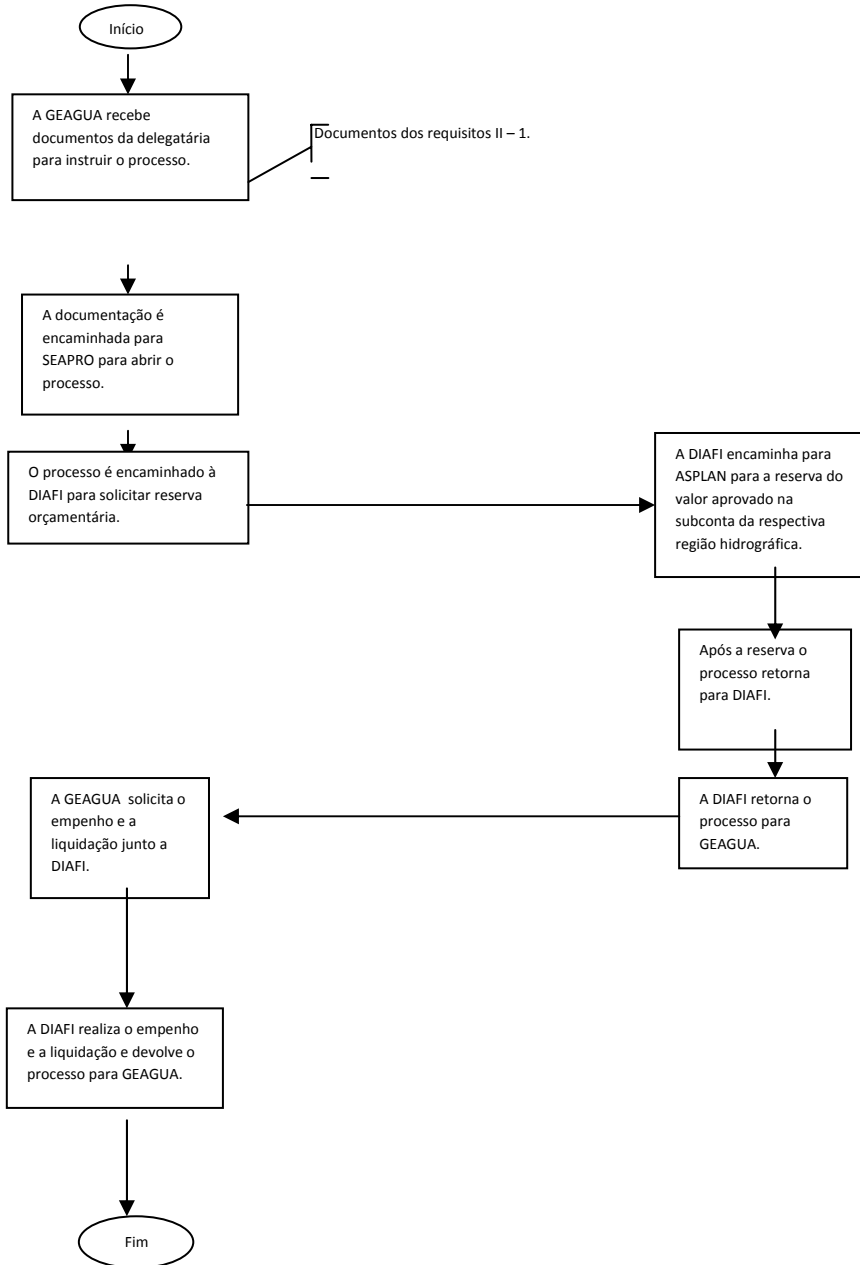 Início
A GEAGUA recebe
documentos da delegatária
para instruir o processo.
Documentos dos requisitos II – 1.
A documentação é
encaminhada para
SEAPRO para abrir o
processo.
O processo é encaminhado à
DIAFI para solicitar reserva
orçamentária.
A DIAFI encaminha para
ASPLAN para a reserva do
valor aprovado na
subconta da respectiva
região hidrográfica.
Após a reserva o
processo retorna
para DIAFI.
A DIAFI retorna o
processo para
GEAGUA.
A GEAGUA solicita o
empenho e a
liquidação junto a
DIAFI.
A DIAFI realiza o empenho
e a liquidação e devolve o
processo para GEAGUA.
Fim